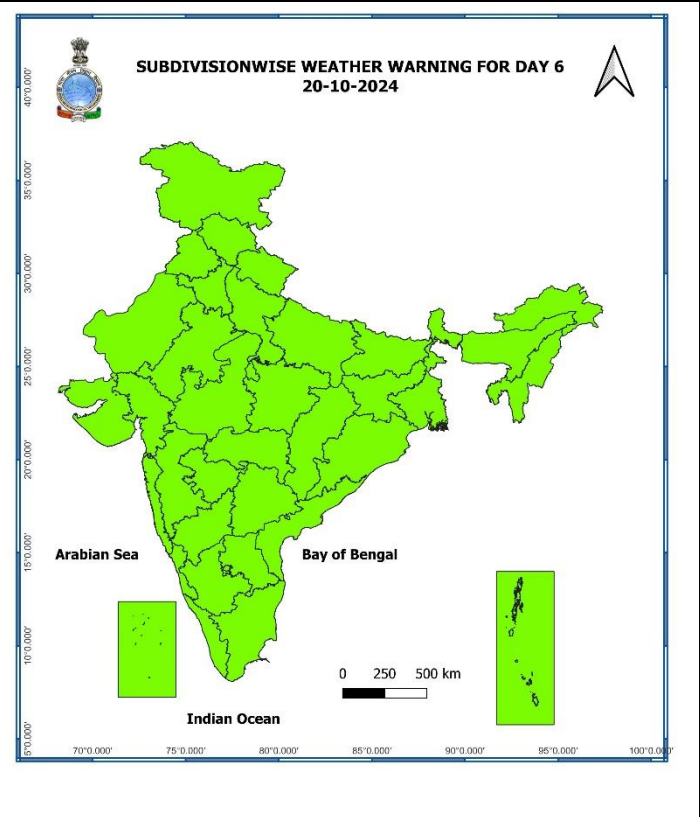 SUBDIVISIONWISE WEATHER WARNING FOR DAY 6
20-10-2024
40°0.000'
35°0.000'
30°0.000'
25°0.000'
20°0.000'
15°0.000'
10°0.000'
5°0.000'
Arabian Sea
Bay of Bengal
0 250 500 km
Indian Ocean
70°0.000' 75°0.000' 80°0.000' 85°0.000' 90°0.000' 95°0.000' 100°0.000'